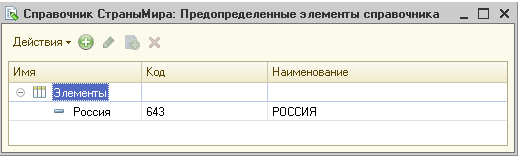 Справочник СтраныМира: Предопределенные элементы справочника
Действия
Имя Код Наименование
Элементы
Россия 643 РОССИЯ